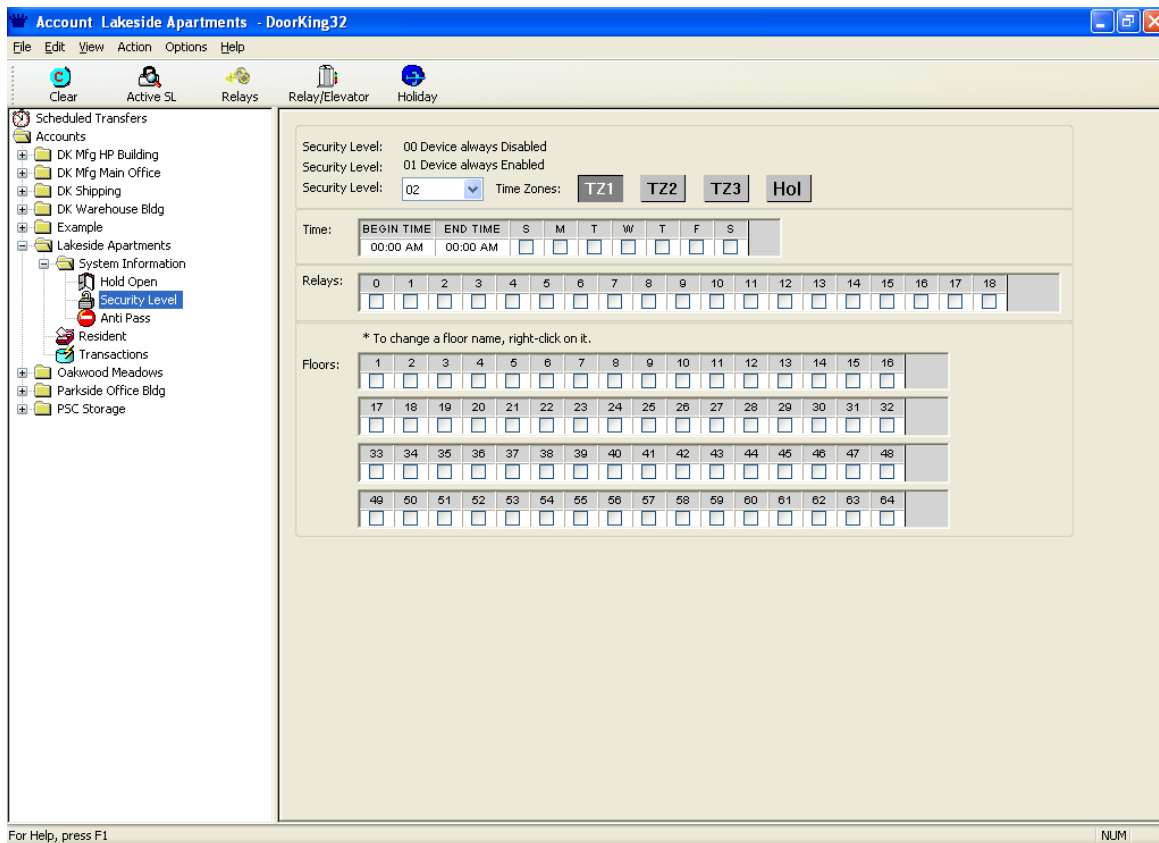 Account Lakeside Apartments - DoorKing32
File Edit View Action Options Help
Clear Active SL Relays Relay/Elevator Holiday
Scheduled Transfers
Accounts
DK Mfg HP Building
DK Mfg Main Office
DK Shipping
DK Warehouse Bldg
Example
Lakeside Apartments
System Information
Hold Open
Security Level
Anti Pass
Resident
Transactions
Oakwood Meadows
Parkside Office Bldg
PSC Storage
Security Level: 00 Device always Disabled
Security Level: 01 Device always Enabled
Security Level: 02 Time Zones: TZ1 TZ2 TZ3 Hol
Time: BEGIN TIME END TIME S M T W T F S
00:00 AM 00:00 AM
Relays: 0 1 2 3 4 5 6 7 8 9 10 11 12 13 14 15 16 17 18
* To change a floor name, right-click on it.
Floors: 1 2 3 4 5 6 7 8 9 10 11 12 13 14 15 16
17 18 19 20 21 22 23 24 25 26 27 28 29 30 31 32
33 34 35 36 37 38 39 40 41 42 43 44 45 46 47 48
49 50 51 52 53 54 55 56 57 58 59 60 61 62 63 64
For Help, press F1 NUM